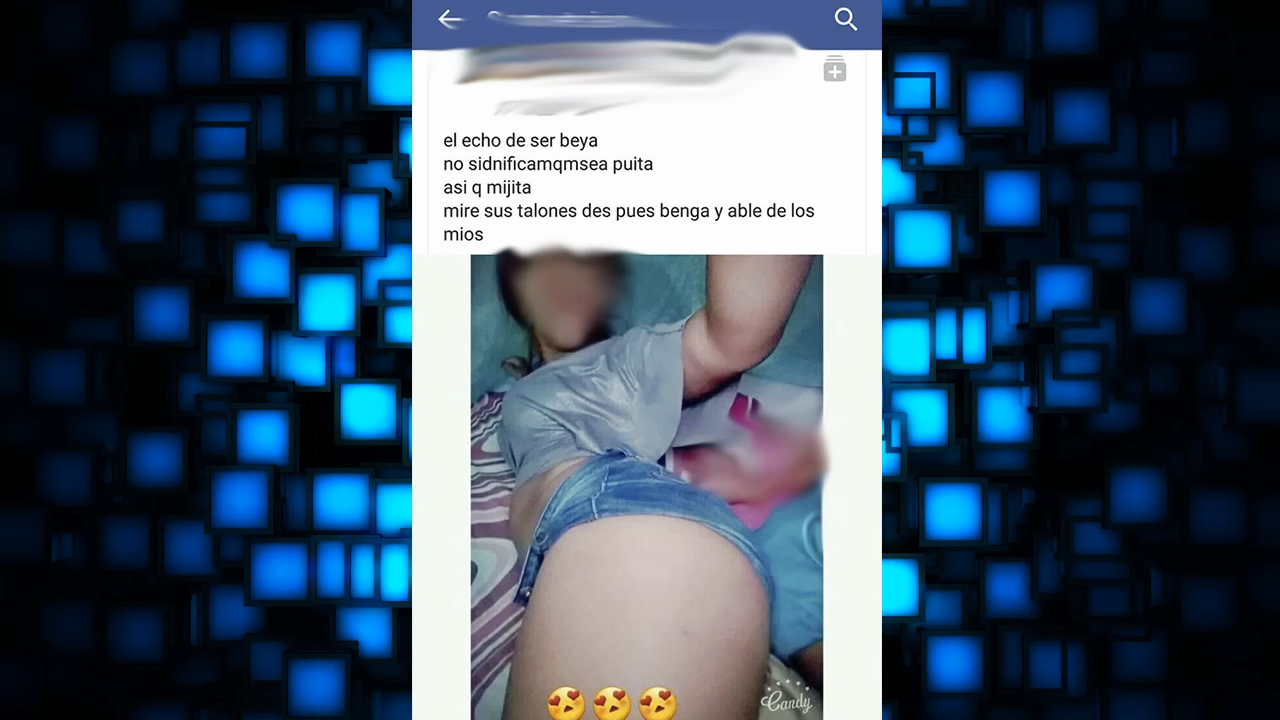 el echo de ser beya
no sidnificamqmsea puita
asi q mijita
mire sus talones des pues benga y able de los
mios
Candy